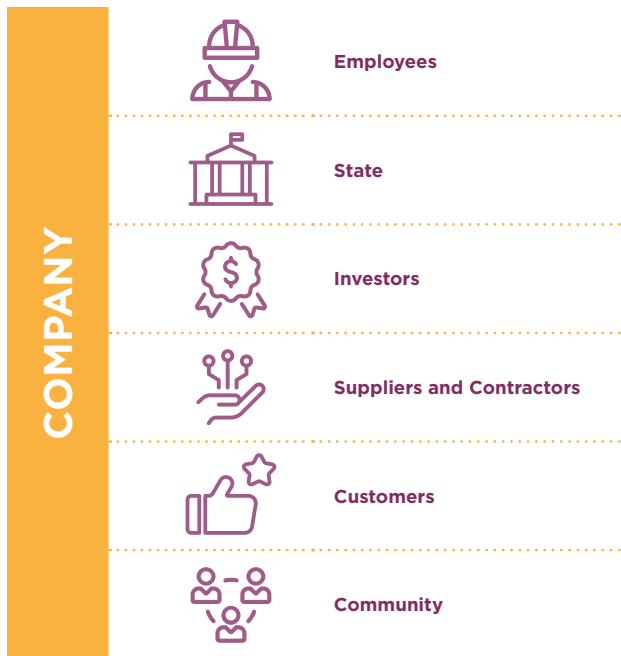 COMPANY
Employees
State
Investors
Suppliers and Contractors
Customers
Community